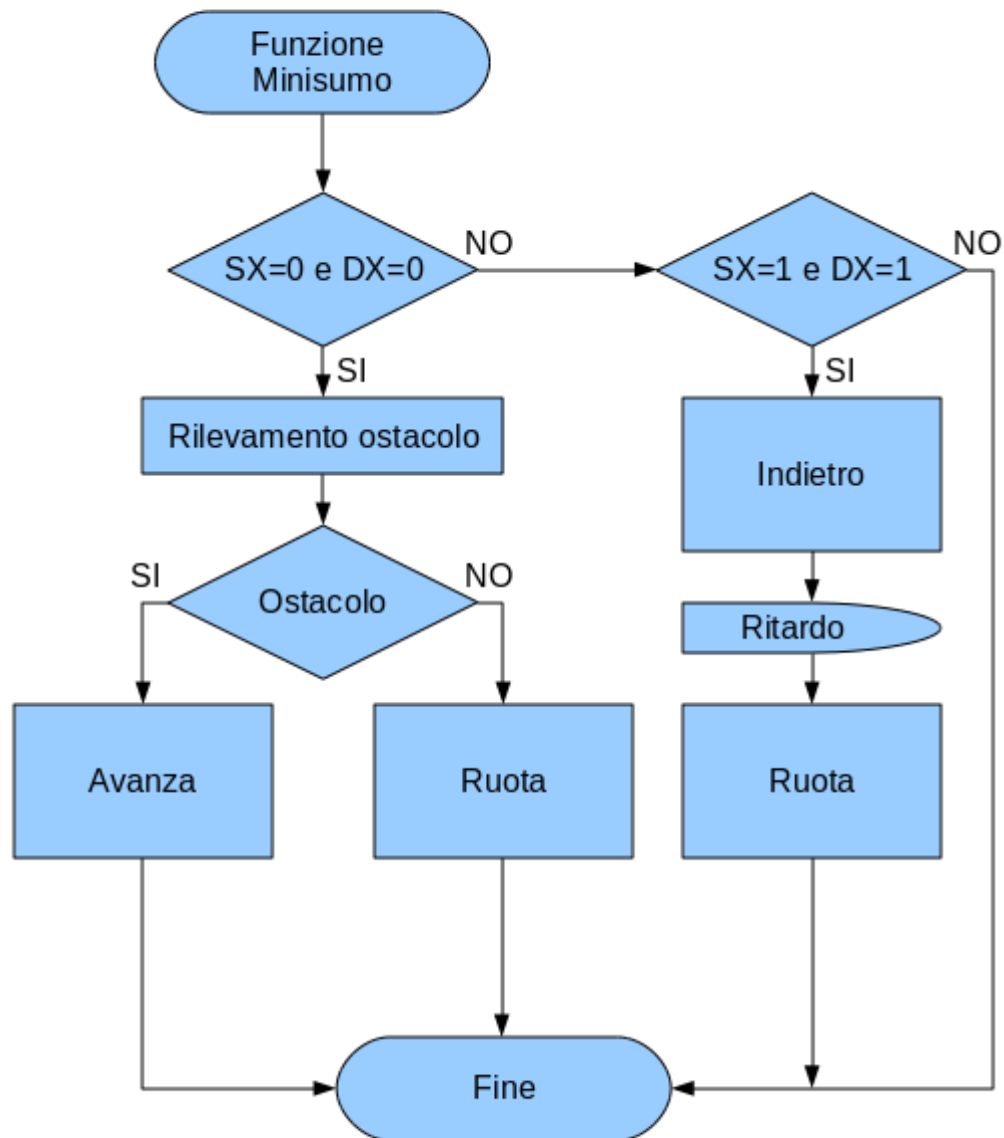 Funzione
Minisumo
SX=0 e DX=0
NO
SX=1 e DX=1
NO
SI
SI
Rilevamento ostacolo
Indietro
SI
NO
Ostacolo
Ritardo
Avanza
Ruota
Ruota
Fine